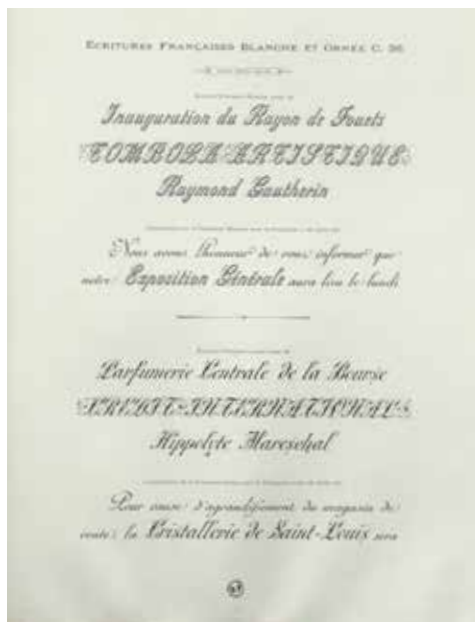 ECRITURES FRANÇAISES BLANCHE ET ORNÉE C. 36
Inauguration du Rayon de Jouets
TOMBOLA ARTISTIQUE
Raymond Gautherin
Nous avons l'honneur de vous informer que
notre Exposition Générale aura lieu le lundi
Parfumerie Centrale de la Bourse
CREDIT INTERNATIONAL
Hippolyte Mareschal
Pour cause d'agrandissement du magasin de
vente, la Cristallerie de Saint-Louis sera